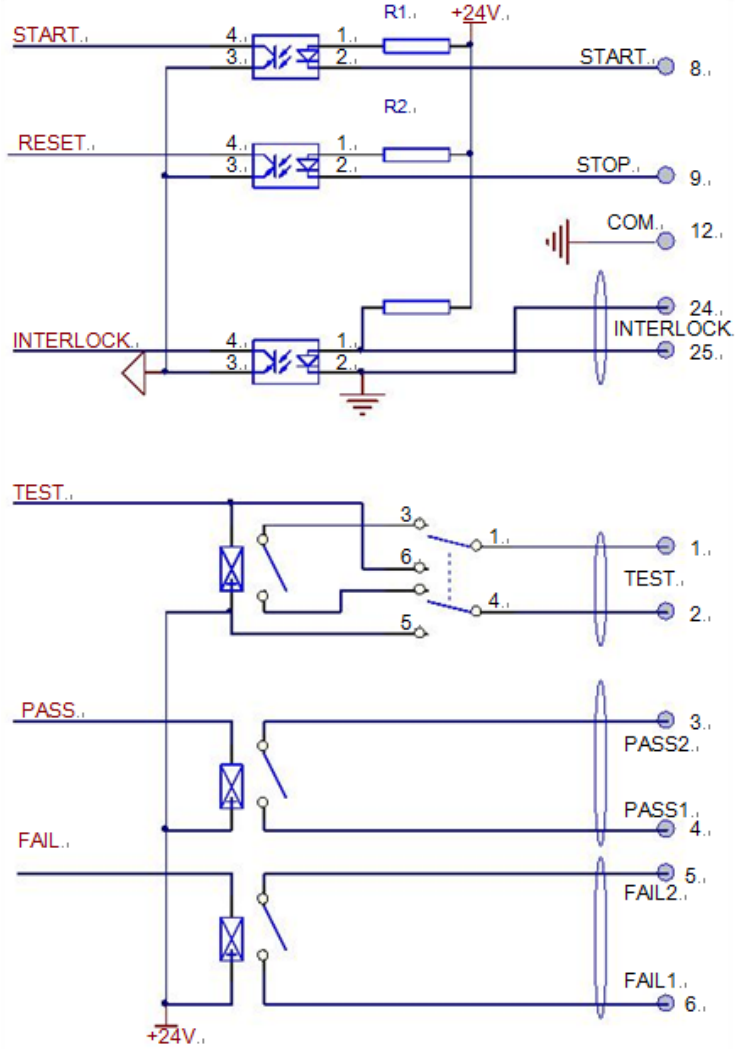 R1.
+24V.
START.
4.
1.
3.
2.
START.
8.
R2.
RESET.
4.
1.
3.
2.
STOP.
9.
COM.
12.
24.
INTERLOCK.
INTERLOCK.
4.
1.
3.
2.
25.
TEST.
3
1.
1.
6
TEST.
4.
5
2.
PASS.
3.
PASS2.
PASS1.
4.
FAIL.
5.
FAIL2.
FAIL1.
6.
+24V.